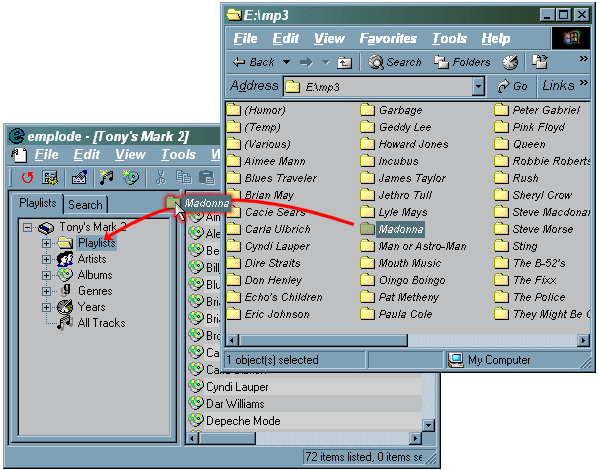 E:\mp3
File Edit View Favorites Tools Help
Back Search Folders
Address E:\mp3 Go Links »
(Humor) Garbage Peter Gabriel
(Temp) Geddy Lee Pink Floyd
(Various) Howard Jones Queen
Aimee Mann Incubus Robbie Roberts
Blues Traveler James Taylor Rush
Brian May Jethro Tull Sheryl Crow
Cacie Sears Lyle Mays Steve Macdonar
Carla Ulbrich Madonna Steve Morse
Cyndi Lauper Man or Astro-Man Sting
Dire Straits Mouth Music The B-52's
Don Henley Oingo Boingo The Fixx
Echo's Children Pat Metheny The Police
Eric Johnson Paula Cole They Might Be G
1 object(s) selected My Computer
emplode - [Tony's Mark 2]
File Edit View Tools W
Playlists Search
Madonna
Tony's Mark 2
Playlists
Artists
Albums
Genres
Years
All Tracks
Aim
Ale
Be
Bill
Blu
Bria
Bria
Bro
Ca
Cyndi Lauper
Dar Williams
Depeche Mode
72 items listed, 0 items se